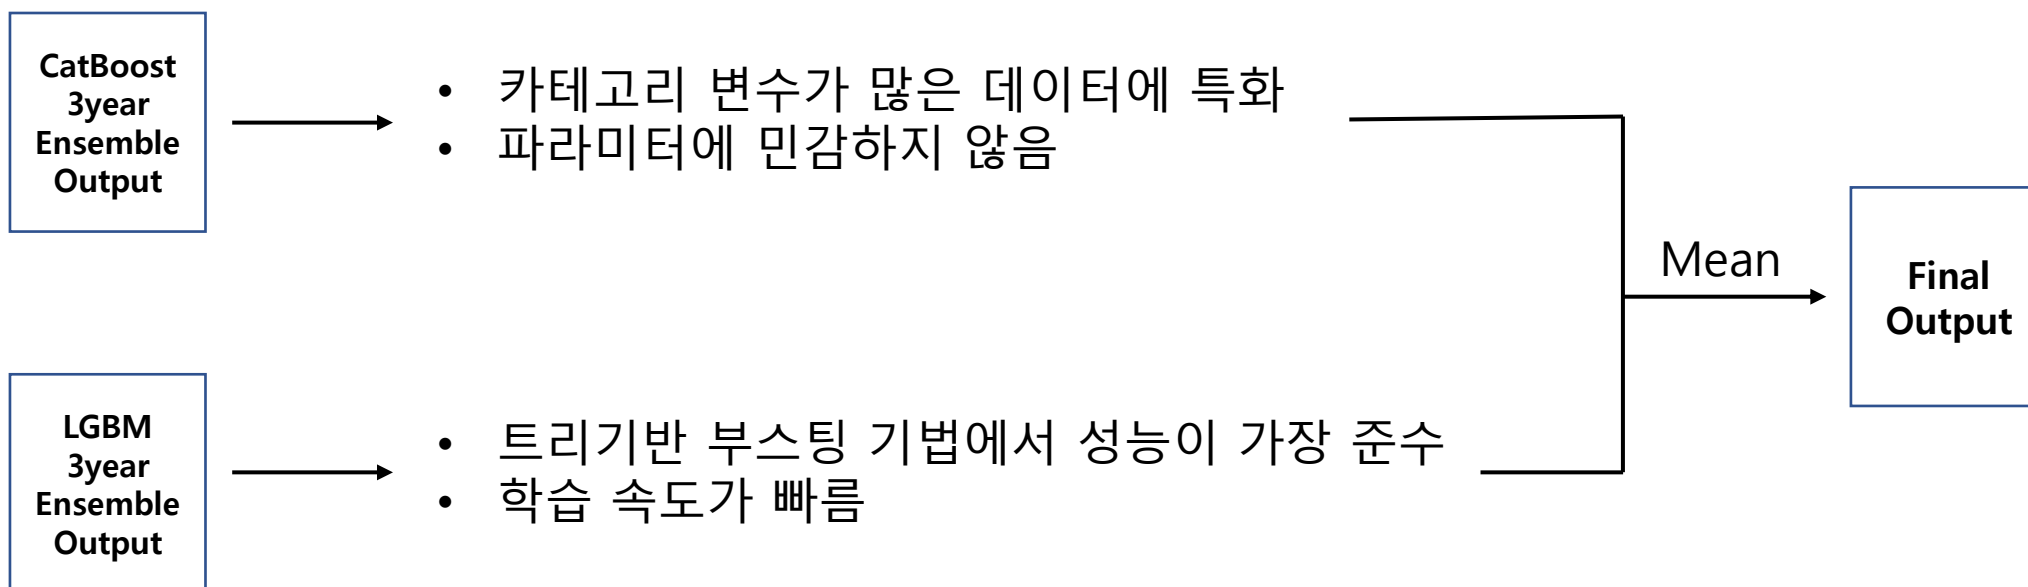 CatBoost
3year
Ensemble
Output
• 카테고리 변수가 많은 데이터에 특화
• 파라미터에 민감하지 않음
Mean
Final
Output
LGBM
3year
Ensemble
Output
• 트리기반 부스팅 기법에서 성능이 가장 준수
• 학습 속도가 빠름